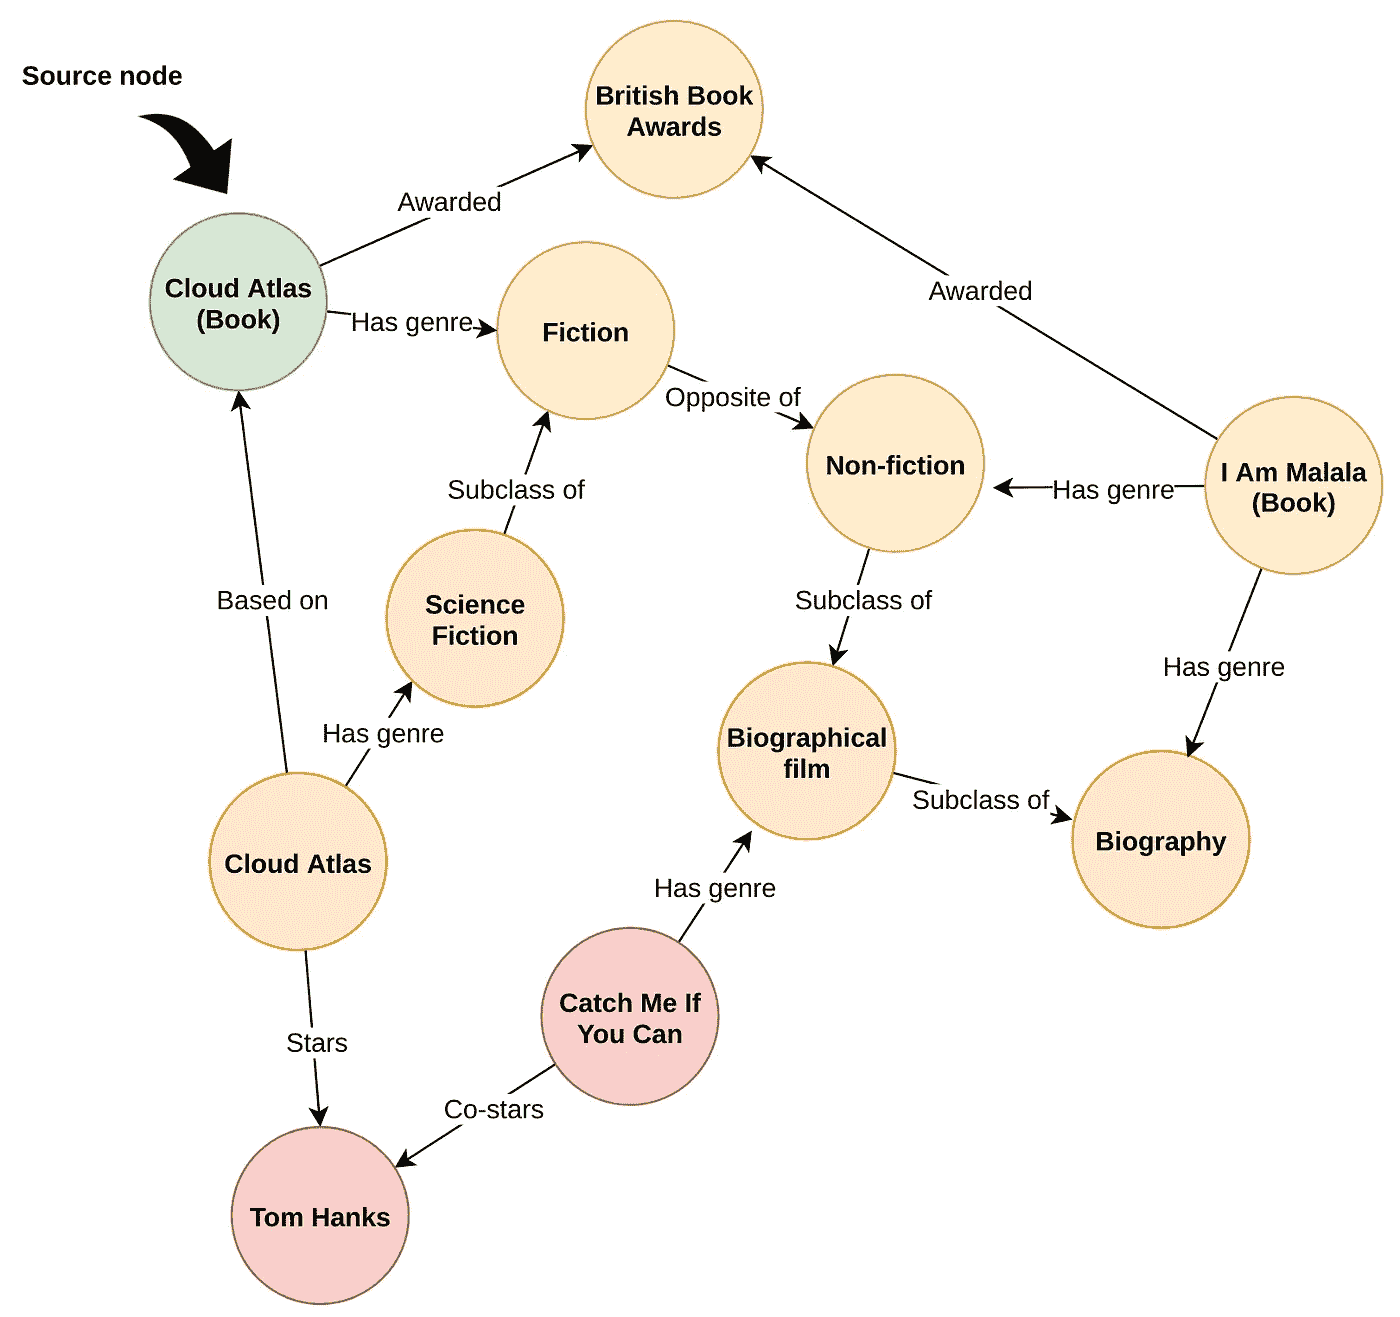 Source node
British Book
Awards
Awarded
Cloud Atlas
(Book)
Has genre
Fiction
Awarded
Opposite of
Non-fiction
Has genre
I Am Malala
(Book)
Subclass of
Science
Fiction
Based on
Subclass of
Has genre
Has genre
Biographical
film
Subclass of
Biography
Cloud Atlas
Has genre
Catch Me If
You Can
Stars
Co-stars
Tom Hanks